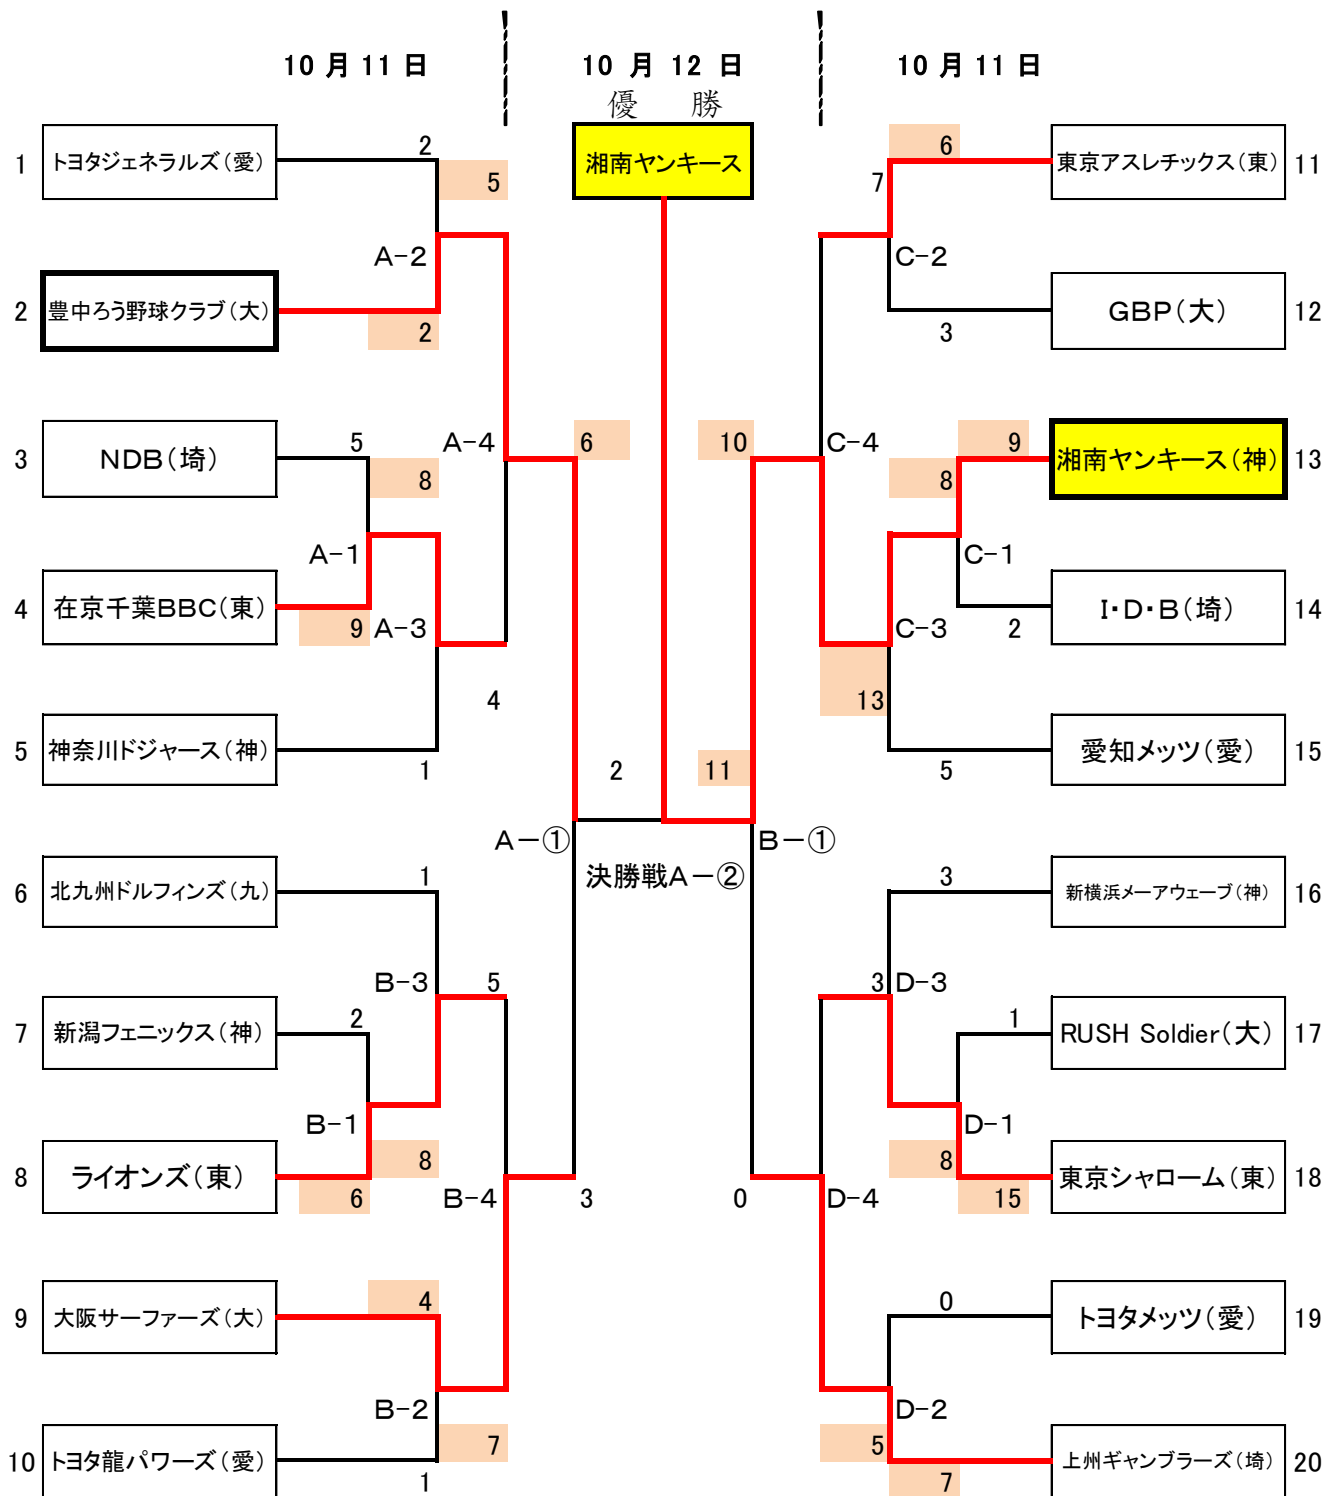 10 月 11 日 10 月 12 日 10 月 11 日
優 勝
湘南ヤンキース
1 トヨタジェネラルズ(愛) 2 5 7 6 東京アスレチックス(東) 11
A-2 C-2
2 豊中ろう野球クラブ(大) 2 3 GBP(大) 12
3 NDB(埼) 5 8 A-4 6 10 C-4 8 9 湘南ヤンキース(神) 13
A-1 C-1
4 在京千葉BBC(東) 9 A-3 C-3 2 I・D・B(埼) 14
4 13
5 神奈川ドジャース(神) 1 2 11 5 愛知メッツ(愛) 15
A-① B-①
決勝戦A-②
6 北九州ドルフィンズ(九) 1 3 新横浜メーアウェーブ(神) 16
B-3 5 3 D-3
7 新潟フェニックス(神) 2 1 RUSH Soldier(大) 17
B-1 D-1
8 ライオンズ(東) 6 8 B-4 3 0 D-4 8 15 東京シャローム(東) 18
9 大阪サーファーズ(大) 4 0 トヨタメッツ(愛) 19
B-2 D-2
10 トヨタ龍パワーズ(愛) 1 7 5 7 上州ギャンブラーズ(埼) 20